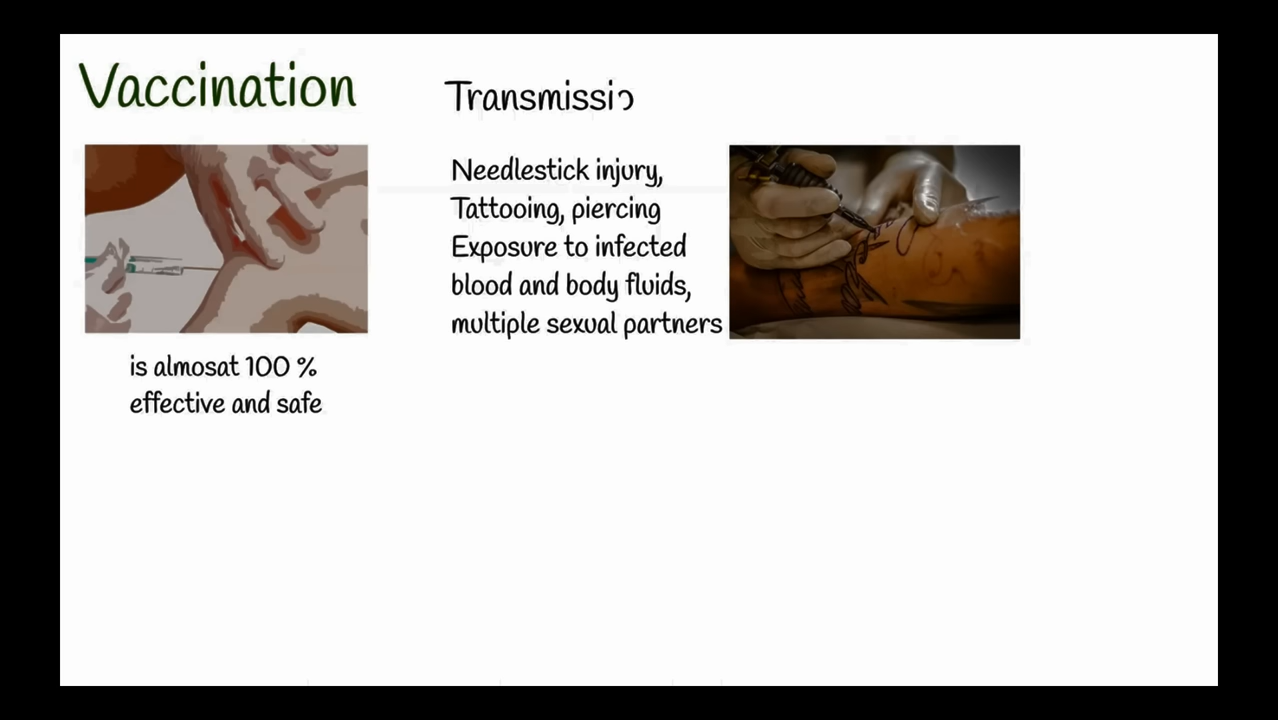 Vaccination
is almosat 100 %
effective and safe
Transmissio
Needlestick injury,
Tattooing, piercing
Exposure to infected
blood and body fluids,
multiple sexual partners